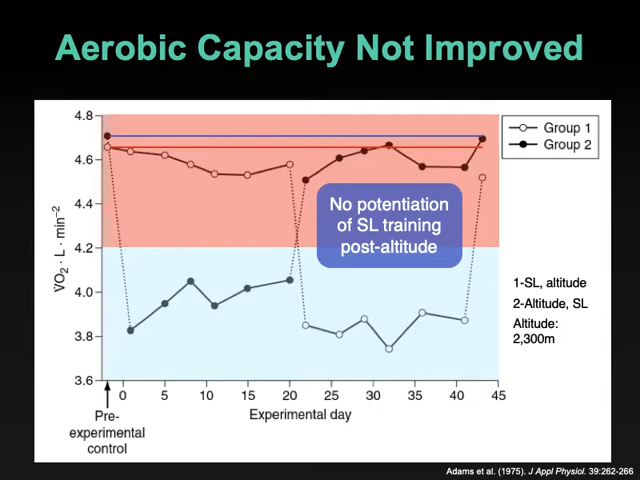 Aerobic Capacity Not Improved
4.8
4.6
4.4
4.2
4.0
3.8
3.6
V̇O₂ · L · min⁻²
Group 1
Group 2
No potentiation
of SL training
post-altitude
1-SL, altitude
2-Altitude, SL
Altitude:
2,300m
0 5 10 15 20 25 30 35 40 45
Pre-
experimental
control
Experimental day
Adams et al. (1975). J Appl Physiol. 39:262-266